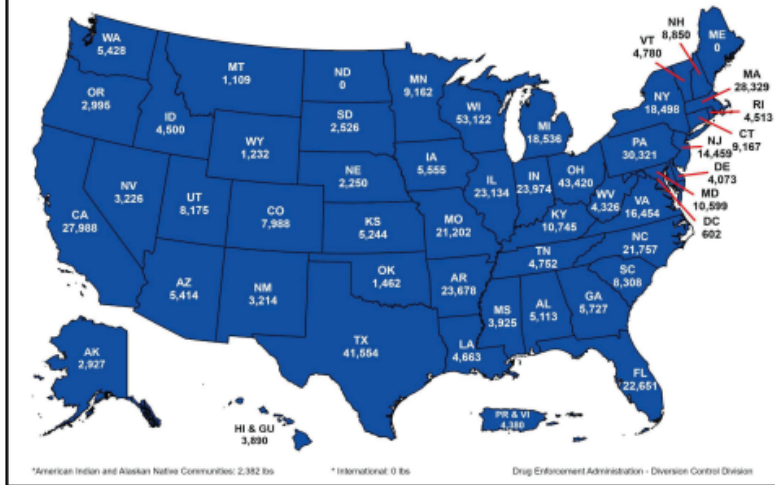 WA
5,428
OR
2,995
CA
27,988
ID
4,500
NV
3,226
MT
1,109
WY
1,232
UT
8,175
AZ
5,414
CO
7,988
NM
3,214
ND
0
SD
2,526
NE
2,250
KS
5,244
OK
1,462
TX
41,554
MN
9,162
IA
5,555
MO
21,202
AR
23,678
LA
4,663
WI
53,122
IL
23,134
MI
18,536
IN
23,974
OH
43,420
KY
10,745
TN
4,752
MS
3,925
AL
5,113
GA
5,727
FL
22,651
SC
8,308
NC
21,757
VA
16,454
WV
4,326
PA
30,321
NY
18,498
VT
4,780
NH
8,850
ME
0
MA
28,329
RI
4,513
CT
9,167
NJ
14,459
DE
4,073
MD
10,599
DC
602
AK
2,927
HI & GU
3,890
PR & VI
4,380
*American Indian and Alaskan Native Communities: 2,382 lbs
* International: 0 lbs
Drug Enforcement Administration - Diversion Control Division